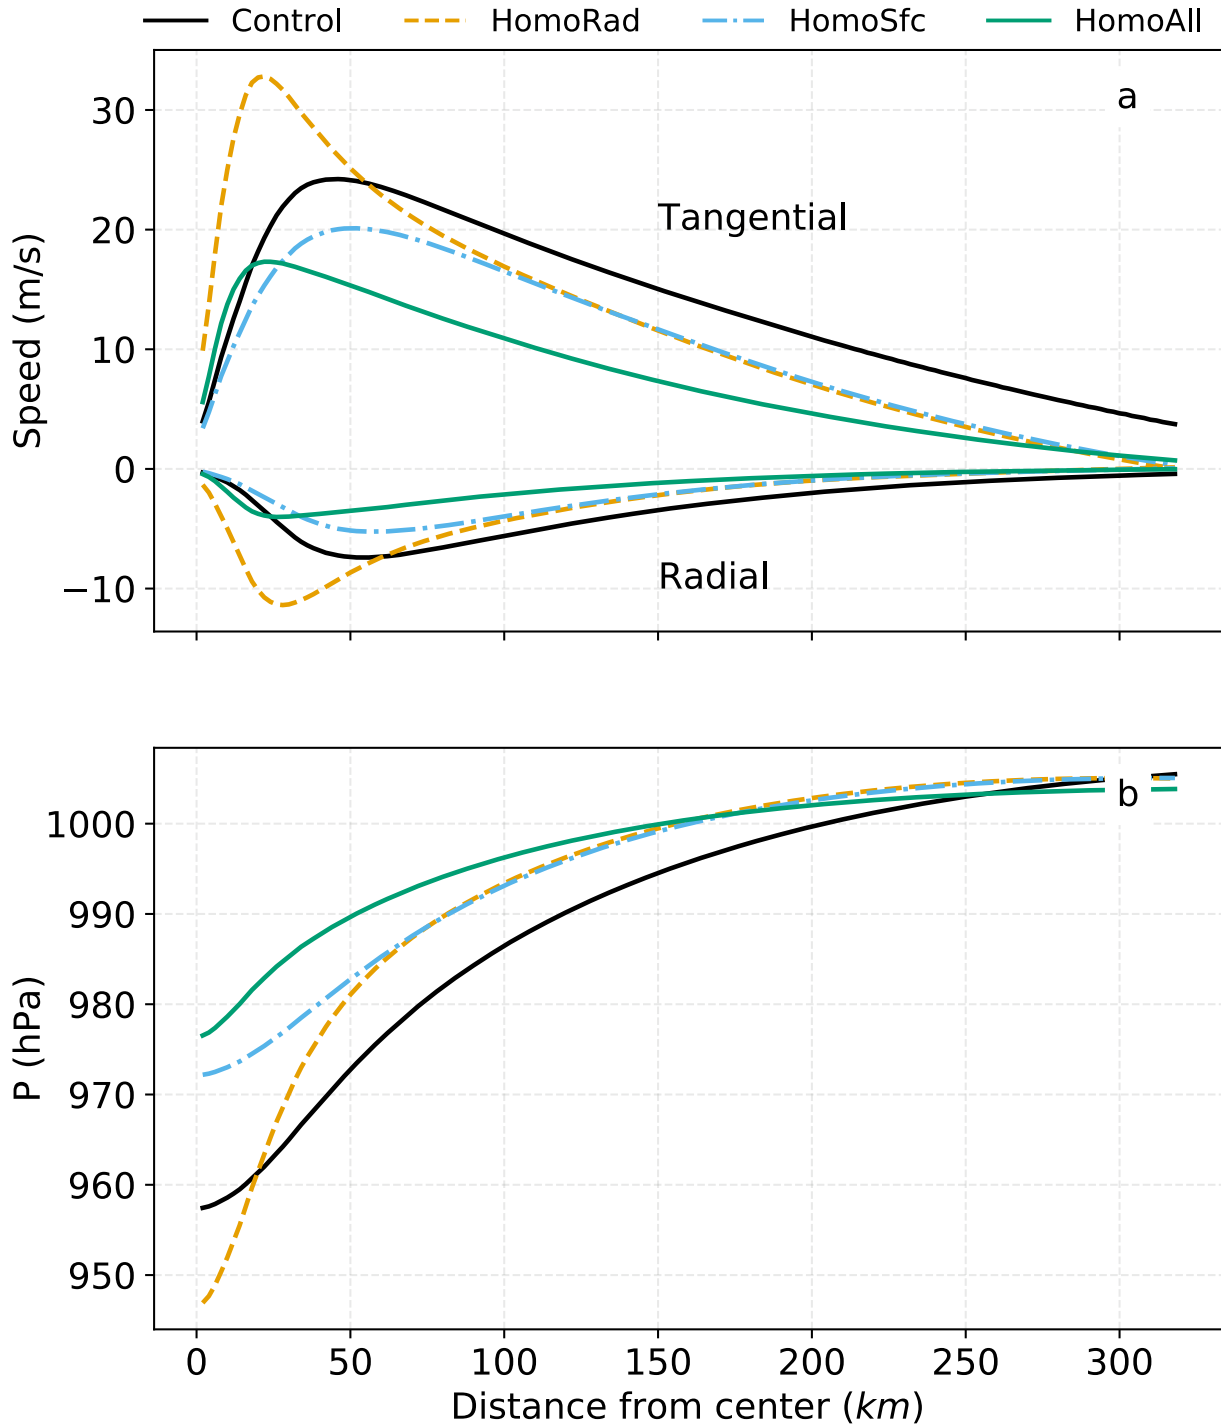 Control HomoRad HomoSfc HomoAll
a
30
20
10
0
−10
Speed (m/s)
Tangential
Radial
b
1000
990
980
970
960
950
P (hPa)
0 50 100 150 200 250 300
Distance from center (km)